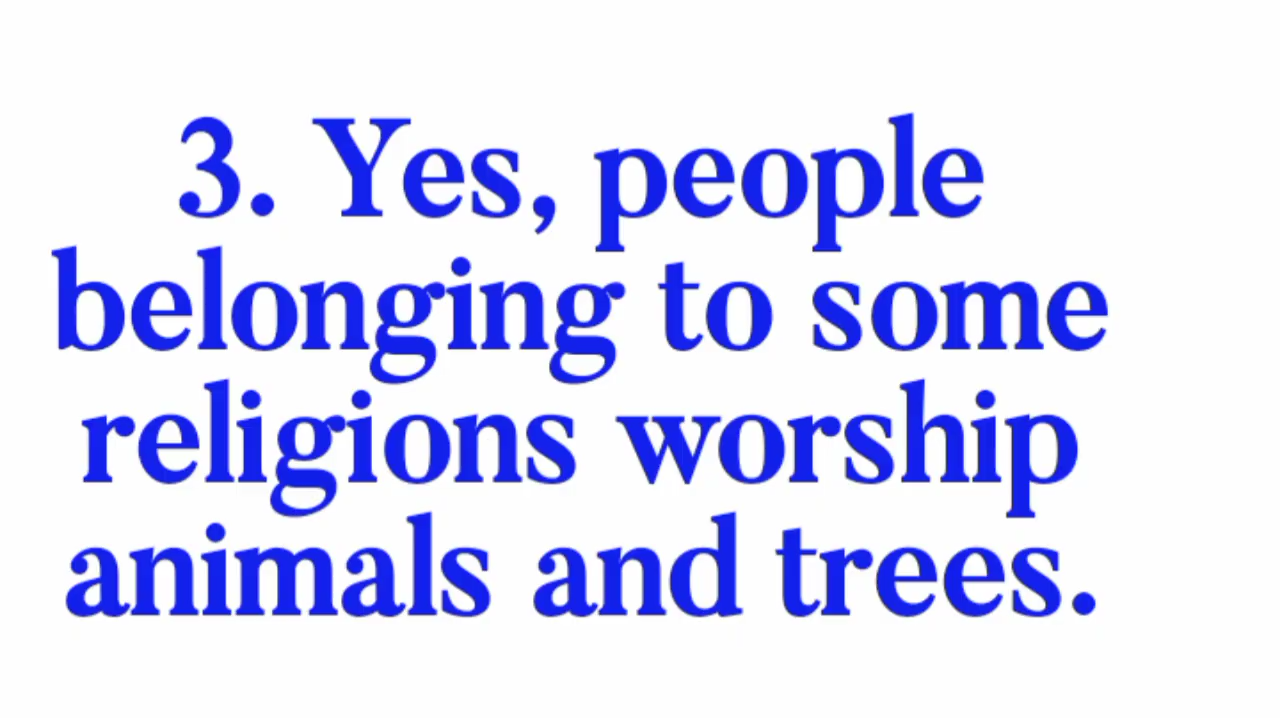 3. Yes, people
belonging to some
religions worship
animals and trees.